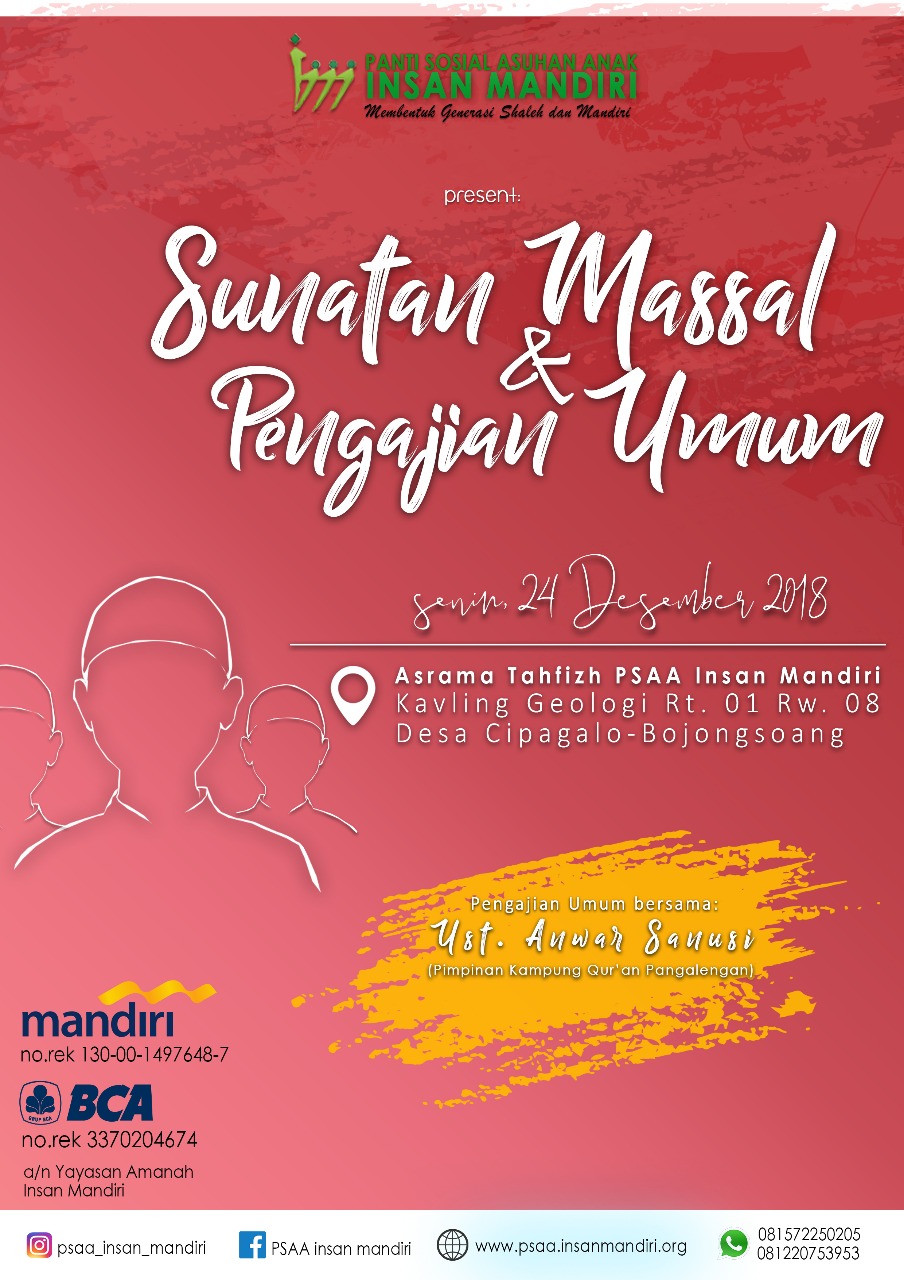 PANTI SOSIAL ASUHAN ANAK
INSAN MANDIRI
Membentuk Generasi Shaleh dan Mandiri
present:
Sunatan Massal
&
Pengajian Umum
senin, 24 Desember 2018
Asrama Tahfizh PSAA Insan Mandiri
Kavling Geologi Rt. 01 Rw. 08
Desa Cipagalo-Bojongsoang
Pengajian Umum bersama:
Ust. Anwar Sanusi
(Pimpinan Kampung Qur'an Pangalengan)
mandiri
no.rek 130-00-1497648-7
GRUP BCA
BCA
no.rek 3370204674
a/n Yayasan Amanah
Insan Mandiri
psaa_insan_mandiri
PSAA insan mandiri
www.psaa.insanmandiri.org
081572250205
081220753953